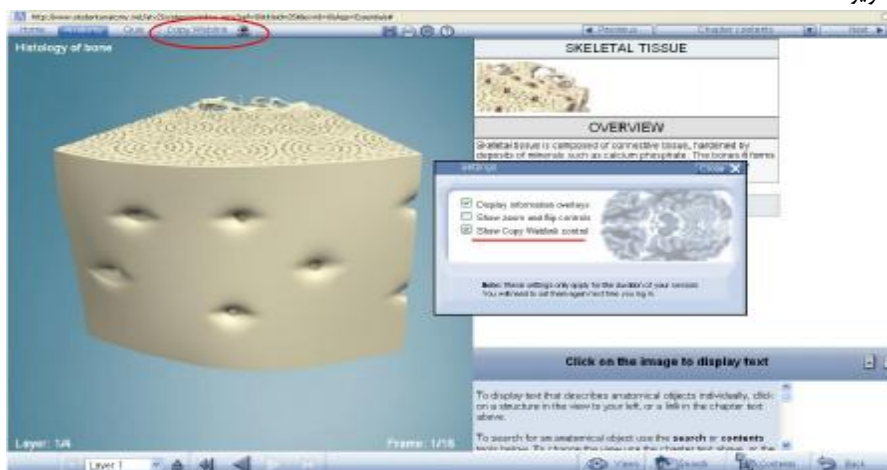 Home
Quiz
Copy Weblink
Previous
Chapter contents
Next
Histology of bone
SKELETAL TISSUE
OVERVIEW
Skeletal tissue is composed of connective tissue, hardened by
deposits of minerals such as calcium phosphate. The bones
Settings
Close X
Display information overlays
Show zoom and flip controls
Show Copy Weblink control
Note: These settings only apply for the duration of your session.
You will need to set them again next time you log in.
Click on the image to display text
To display text that describes anatomical objects individually, click
on a structure in the view to your left, or a link in the chapter text
above.
To search for an anatomical object use the search or contents
tools below. To change the view use the chapter text above, or the
Layer: 1/4
Frame: 1/16
Layer 1
Views
Search
Contents
Back